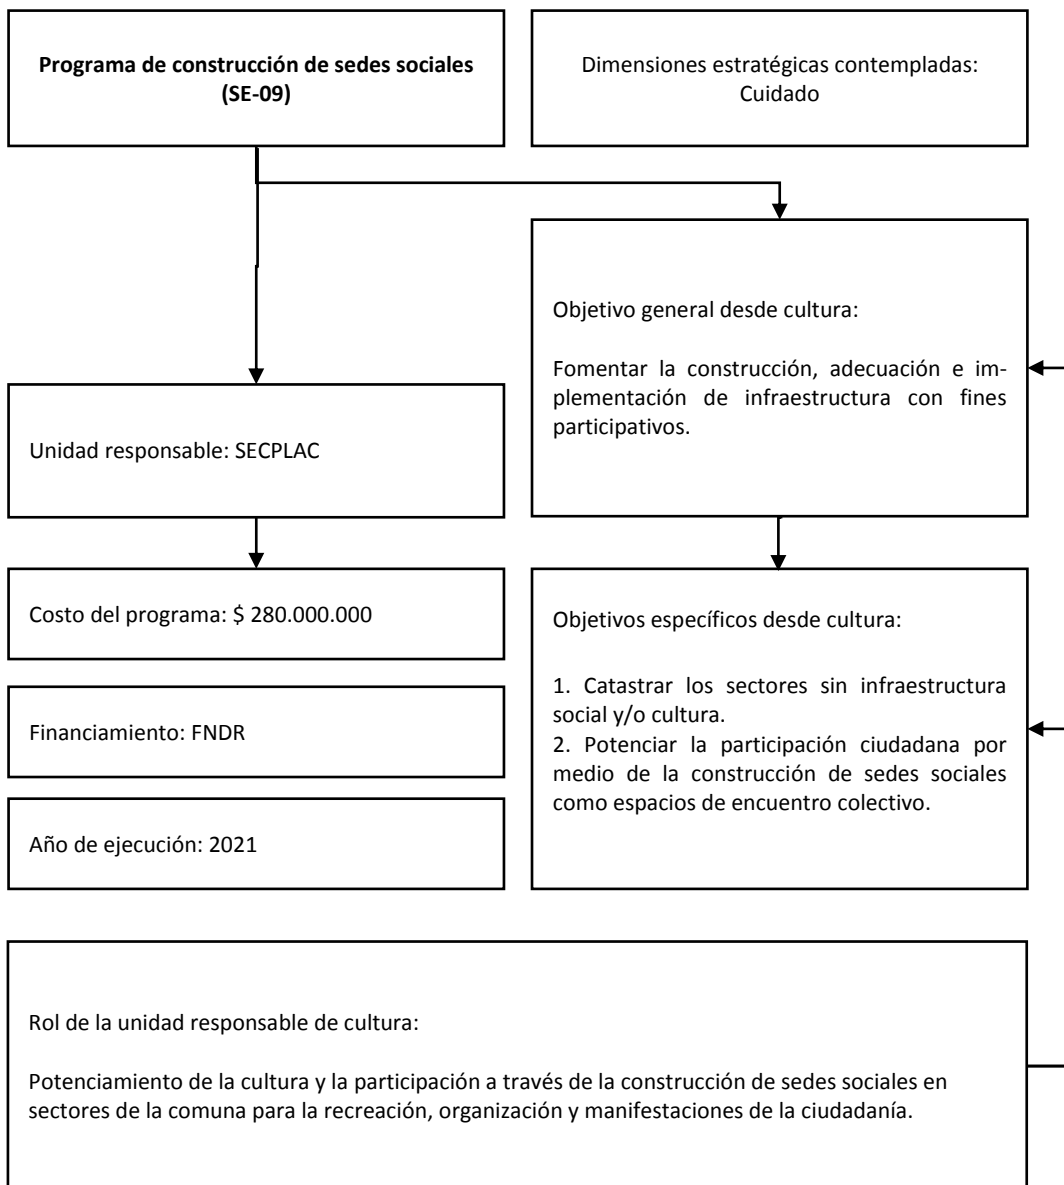 Programa de construcción de sedes sociales
(SE-09)
Dimensiones estratégicas contempladas:
Cuidado
Objetivo general desde cultura:
Fomentar la construcción, adecuación e im-
plementación de infraestructura con fines
participativos.
Unidad responsable: SECPLAC
Costo del programa: $ 280.000.000
Financiamiento: FNDR
Año de ejecución: 2021
Objetivos específicos desde cultura:
1. Catastrar los sectores sin infraestructura
social y/o cultura.
2. Potenciar la participación ciudadana por
medio de la construcción de sedes sociales
como espacios de encuentro colectivo.
Rol de la unidad responsable de cultura:
Potenciamiento de la cultura y la participación a través de la construcción de sedes sociales en
sectores de la comuna para la recreación, organización y manifestaciones de la ciudadanía.